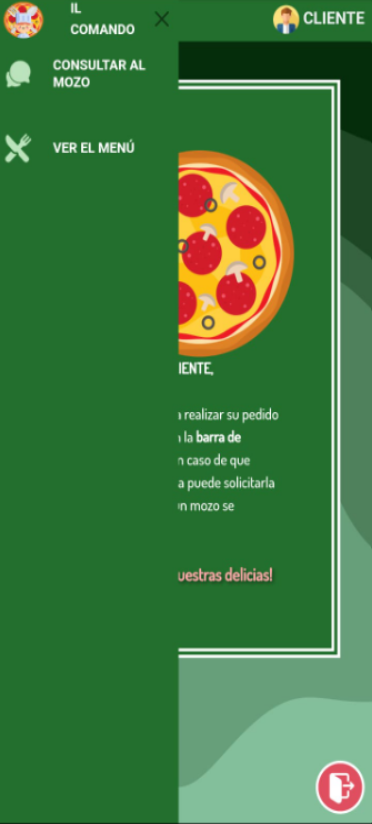 IL
COMANDO
CLIENTE
CONSULTAR AL
MOZO
VER EL MENÚ
IENTE,
realizar su pedido
la barra de
caso de que
a puede solicitarla
un mozo se
uestras delicias!